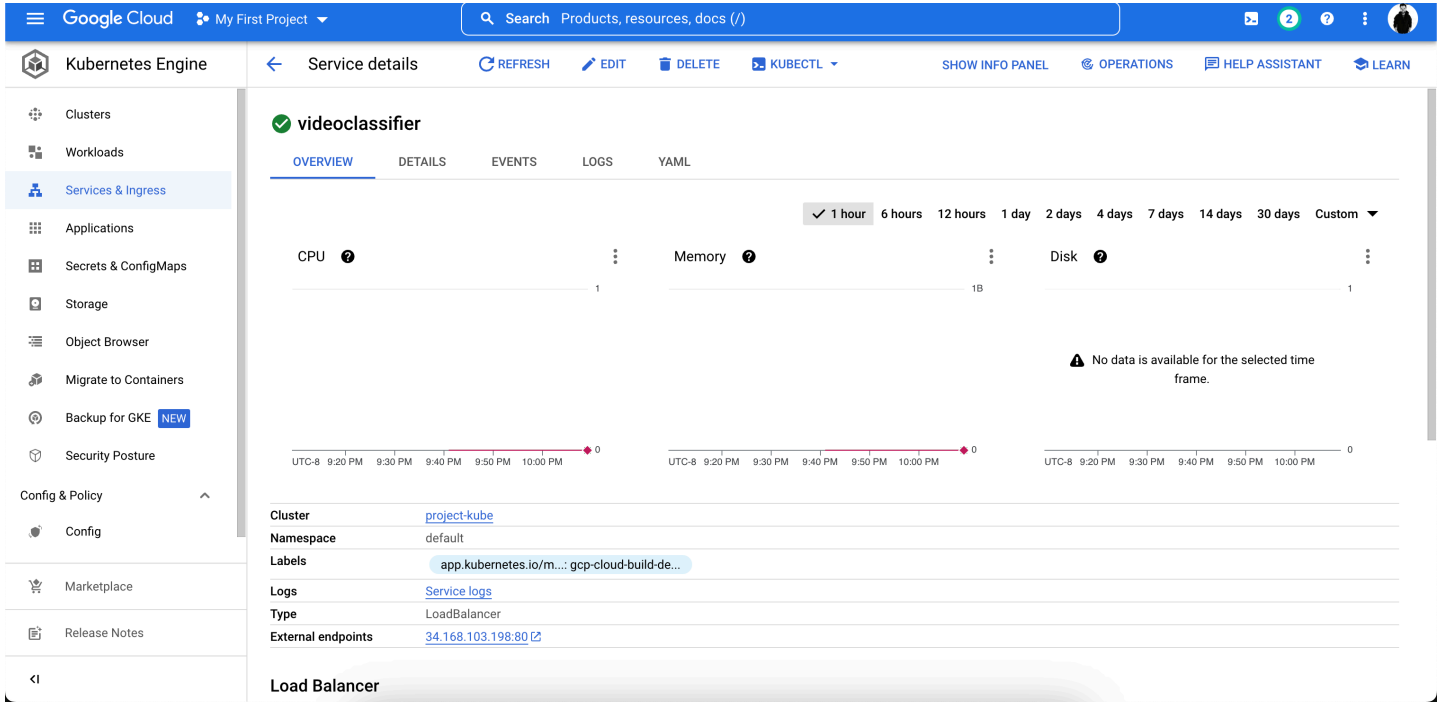 Google Cloud My First Project Search Products, resources, docs (/) 2
Kubernetes Engine
Service details REFRESH EDIT DELETE KUBECTL SHOW INFO PANEL OPERATIONS HELP ASSISTANT LEARN
Clusters
Workloads
Services & Ingress
Applications
Secrets & ConfigMaps
Storage
Object Browser
Migrate to Containers
Backup for GKE NEW
Security Posture
Config & Policy
Config
Marketplace
Release Notes
videoclassifier
OVERVIEW DETAILS EVENTS LOGS YAML
1 hour 6 hours 12 hours 1 day 2 days 4 days 7 days 14 days 30 days Custom
CPU ?
1
0
UTC-8 9:20 PM 9:30 PM 9:40 PM 9:50 PM 10:00 PM
Memory ?
1B
0
UTC-8 9:20 PM 9:30 PM 9:40 PM 9:50 PM 10:00 PM
Disk ?
1
No data is available for the selected time
frame.
0
UTC-8 9:20 PM 9:30 PM 9:40 PM 9:50 PM 10:00 PM
Cluster project-kube
Namespace default
Labels app.kubernetes.io/m...: gcp-cloud-build-de...
Logs Service logs
Type LoadBalancer
External endpoints 34.168.103.198:80
Load Balancer